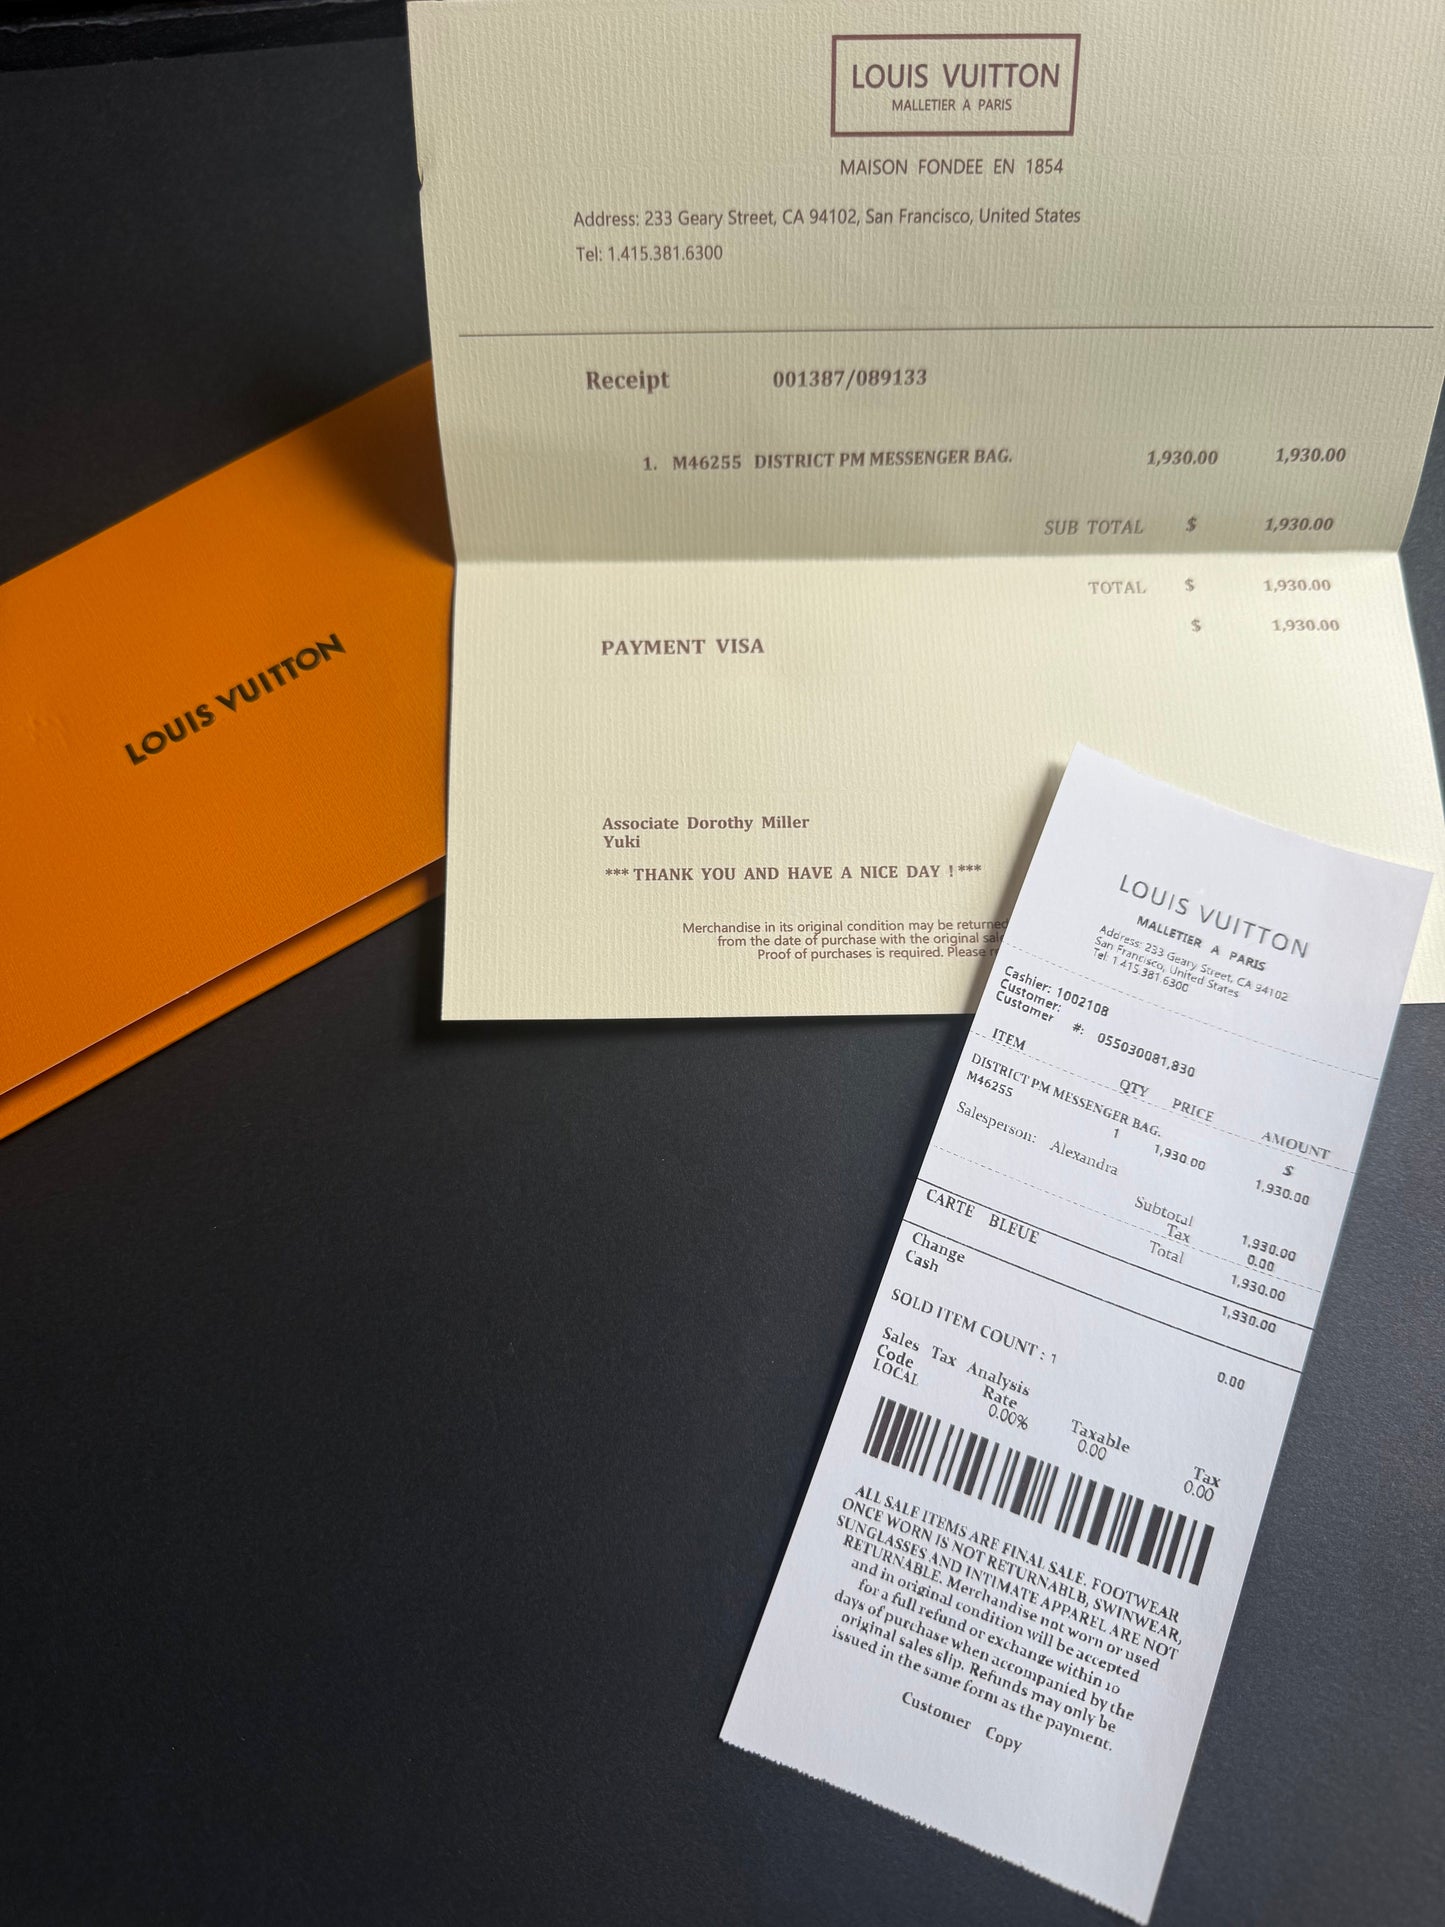 LOUIS VUITTON
MALLETIER A PARIS
MAISON FONDEE EN 1854
Address: 233 Geary Street, CA 94102, San Francisco, United States
Tel: 1.415.381.6300
Receipt 001387/089133
1. M46255 DISTRICT PM MESSENGER BAG. 1,930.00 1,930.00
SUB TOTAL $ 1,930.00
TOTAL $ 1,930.00
$ 1,930.00
PAYMENT VISA
Associate Dorothy Miller
Yuki
*** THANK YOU AND HAVE A NICE DAY ! ***
Merchandise in its original condition may be returned
from the date of purchase with the original
Proof of purchases is required. Please
LOUIS VUITTON
LOUIS VUITTON
MALLETIER A PARIS
Address: 233 Geary Street, CA 94102
San Francisco, United States
Tel: 1.415.381.6300
Cashier: 1002108
Customer:
Customer #: 055030081,830
ITEM QTY PRICE AMOUNT
DISTRICT PM MESSENGER BAG. $
M46255 1 1,930.00 1,930.00
Salesperson: Alexandra
Subtotal 1,930.00
Tax 0.00
Total 1,930.00
CARTE BLEUE 1,930.00
Change
Cash 0.00
SOLD ITEM COUNT : 1
Sales Tax Analysis
Code Rate Taxable Tax
LOCAL 0.00% 0.00 0.00
ALL SALE ITEMS ARE FINAL SALE. FOOTWEAR
ONCE WORN IS NOT RETURNABLB, SWINWEAR,
SUNGLASSES AND INTIMATE APPAREL ARE NOT
RETURNABLE. Merchandise not worn or used
and in original condition will be accepted
for a full refund or exchange within 10
days of purchase when accompanied by the
original sales slip. Refunds may only be
issued in the same form as the payment.
Customer Copy